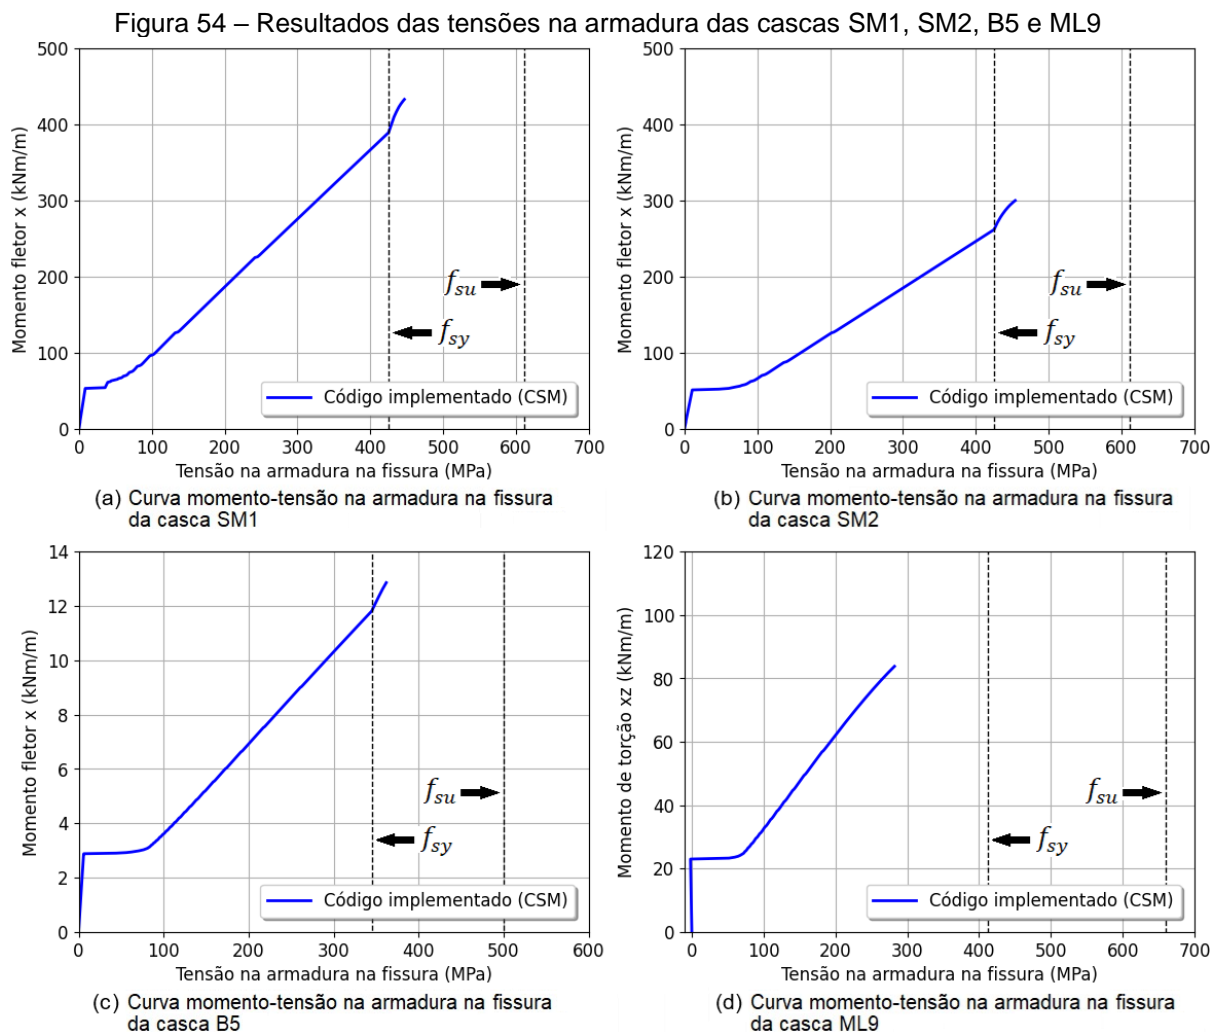 Figura 54 – Resultados das tensões na armadura das cascas SM1, SM2, B5 e ML9
500
400
300
200
100
0
Momento fletor x (kNm/m)
f_su
f_sy
Código implementado (CSM)
0 100 200 300 400 500 600 700
Tensão na armadura na fissura (MPa)
(a) Curva momento-tensão na armadura na fissura
da casca SM1
500
400
300
200
100
0
Momento fletor x (kNm/m)
f_su
f_sy
Código implementado (CSM)
0 100 200 300 400 500 600 700
Tensão na armadura na fissura (MPa)
(b) Curva momento-tensão na armadura na fissura
da casca SM2
14
12
10
8
6
4
2
0
Momento fletor x (kNm/m)
f_su
f_sy
Código implementado (CSM)
0 100 200 300 400 500 600
Tensão na armadura na fissura (MPa)
(c) Curva momento-tensão na armadura na fissura
da casca B5
120
100
80
60
40
20
0
Momento de torção xz (kNm/m)
f_su
f_sy
Código implementado (CSM)
0 100 200 300 400 500 600 700
Tensão na armadura na fissura (MPa)
(d) Curva momento-tensão na armadura na fissura
da casca ML9